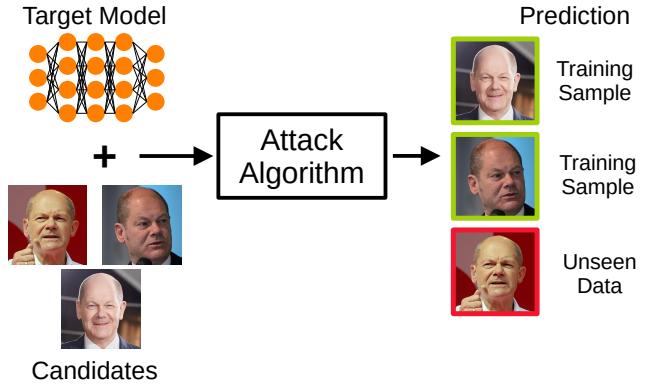 Target Model
Prediction
+
Attack
Algorithm
Training
Sample
Training
Sample
Unseen
Data
Candidates